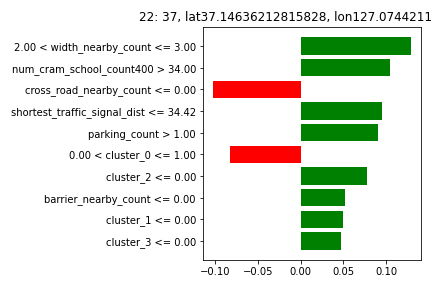 22: 37, lat37.14636212815828, lon127.0744211
2.00 < width_nearby_count <= 3.00
num_cram_school_count400 > 34.00
cross_road_nearby_count <= 0.00
shortest_traffic_signal_dist <= 34.42
parking_count > 1.00
0.00 < cluster_0 <= 1.00
cluster_2 <= 0.00
barrier_nearby_count <= 0.00
cluster_1 <= 0.00
cluster_3 <= 0.00
−0.10 −0.05 0.00 0.05 0.10